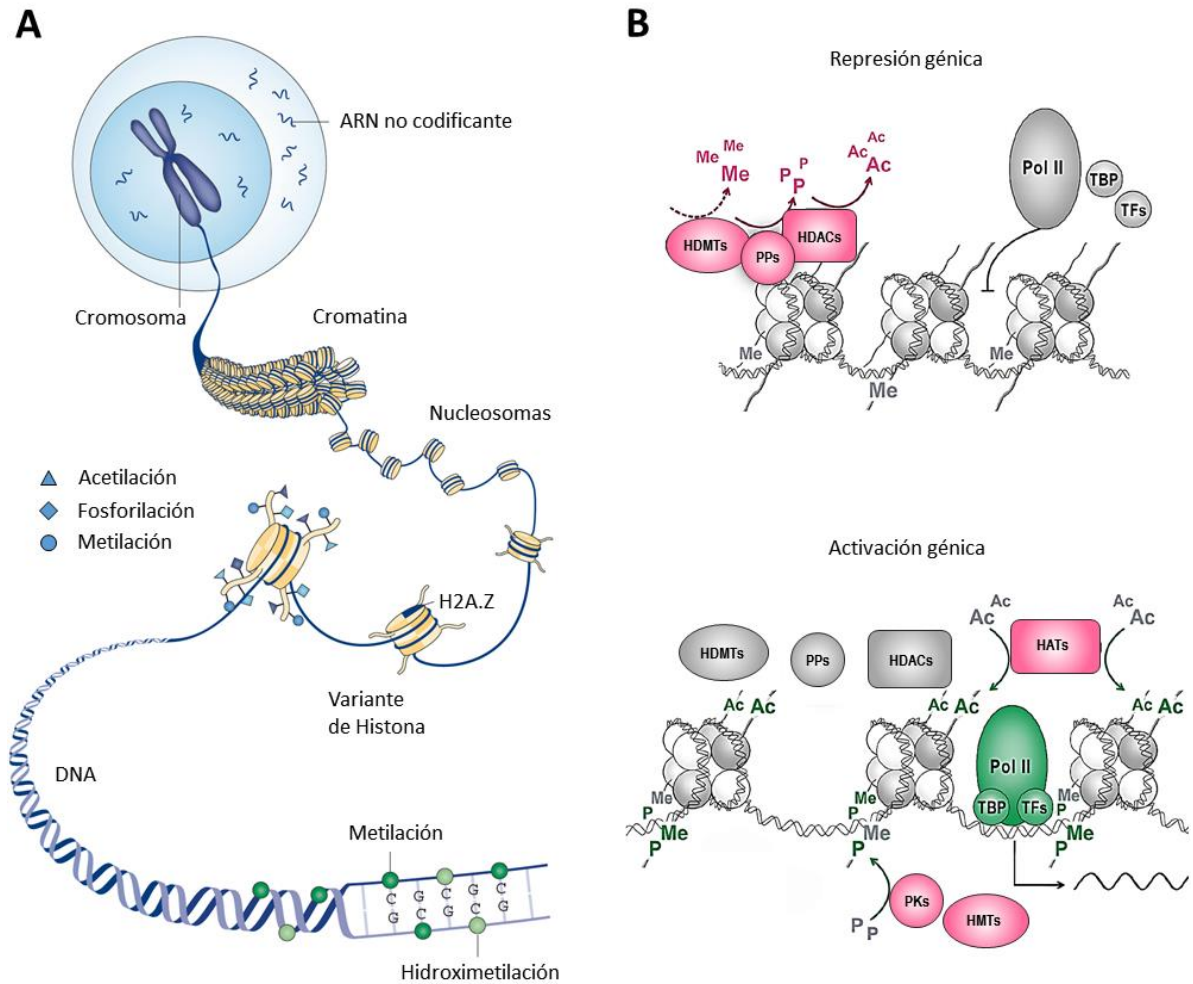 A
ARN no codificante
Cromosoma
Cromatina
Nucleosomas
Acetilación
Fosforilación
Metilación
H2A.Z
Variante
de Histona
DNA
Metilación
C G C C
G C G G
Hidroximetilación
B
Represión génica
Me Me Me
P P P
Ac Ac Ac
HDMTs
PPs
HDACs
Pol II
TBP
TFs
Me
Me
Me
Activación génica
HDMTs
PPs
HDACs
Ac Ac
HATs
Ac Ac
Ac Ac
Ac Ac
Ac Ac
Pol II
TBP
TFs
Me
P
Me
P
Me
P
Me
P
Me
P
Me
P
P P
PKs
HMTs